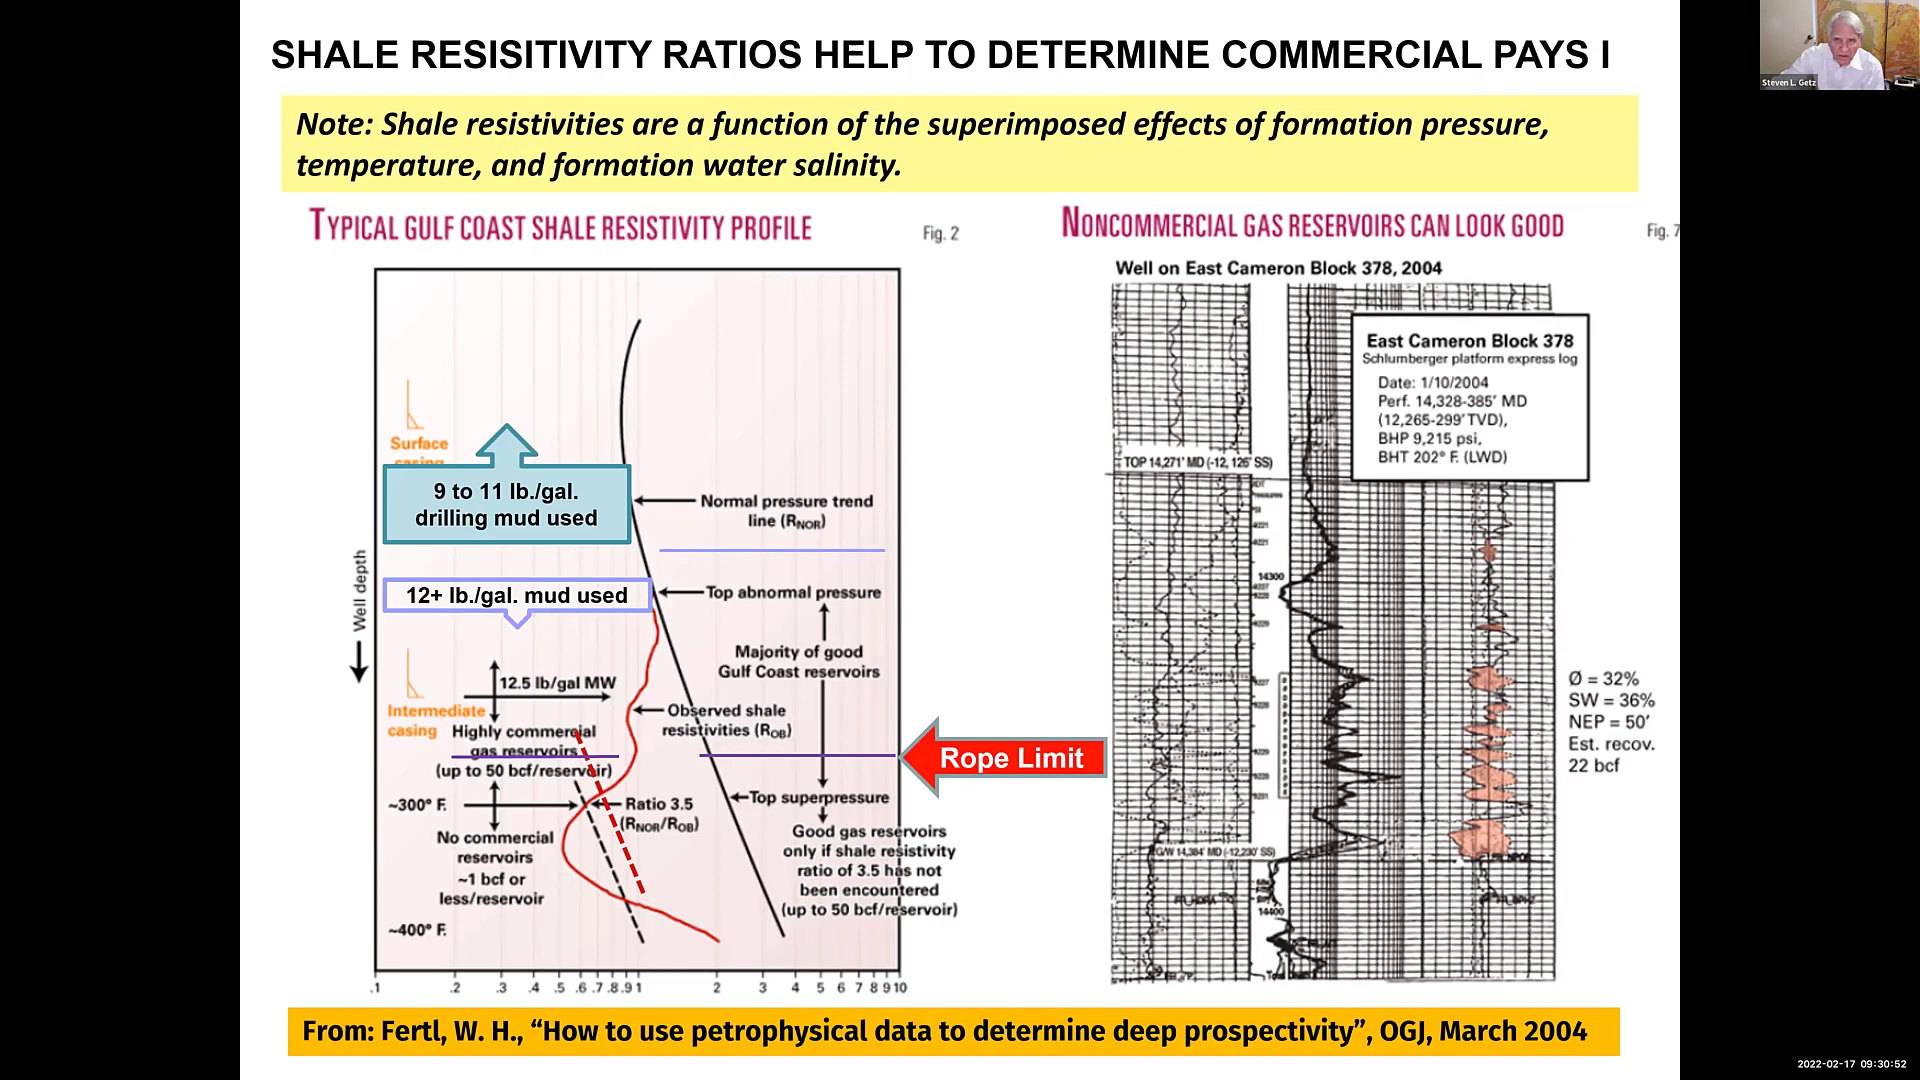 SHALE RESISITIVITY RATIOS HELP TO DETERMINE COMMERCIAL PAYS I
Steven L. Getz
Note: Shale resistivities are a function of the superimposed effects of formation pressure,
temperature, and formation water salinity.
TYPICAL GULF COAST SHALE RESISTIVITY PROFILE
Fig. 2
Surface
casing
9 to 11 lb./gal.
drilling mud used
Normal pressure trend
line (RNOR)
12+ lb./gal. mud used
Top abnormal pressure
Well depth
Majority of good
Gulf Coast reservoirs
12.5 lb/gal MW
Intermediate
casing
Observed shale
resistivities (ROB)
Highly commercial
gas reservoirs
(up to 50 bcf/reservoir)
Rope Limit
~300° F.
Ratio 3.5
(RNOR/ROB)
Top superpressure
No commercial
reservoirs
~1 bcf or
less/reservoir
Good gas reservoirs
only if shale resistivity
ratio of 3.5 has not
been encountered
(up to 50 bcf/reservoir)
~400° F.
.1 .2 .3 .4 .5 .6 .7 .8 .9 1 2 3 4 5 6 7 8 9 10
NONCOMMERCIAL GAS RESERVOIRS CAN LOOK GOOD
Fig. 7
Well on East Cameron Block 378, 2004
East Cameron Block 378
Schlumberger platform express log
Date: 1/10/2004
Perf. 14,328-385' MD
(12,265-299' TVD),
BHP 9,215 psi,
BHT 202° F. (LWD)
TOP 14,271' MD (-12, 126' SS)
14300
Ø = 32%
SW = 36%
NEP = 50'
Est. recov.
22 bcf
G/W 14,384' MD (-12,230' SS)
14400
From: Fertl, W. H., “How to use petrophysical data to determine deep prospectivity”, OGJ, March 2004
2022-02-17 09:30:52